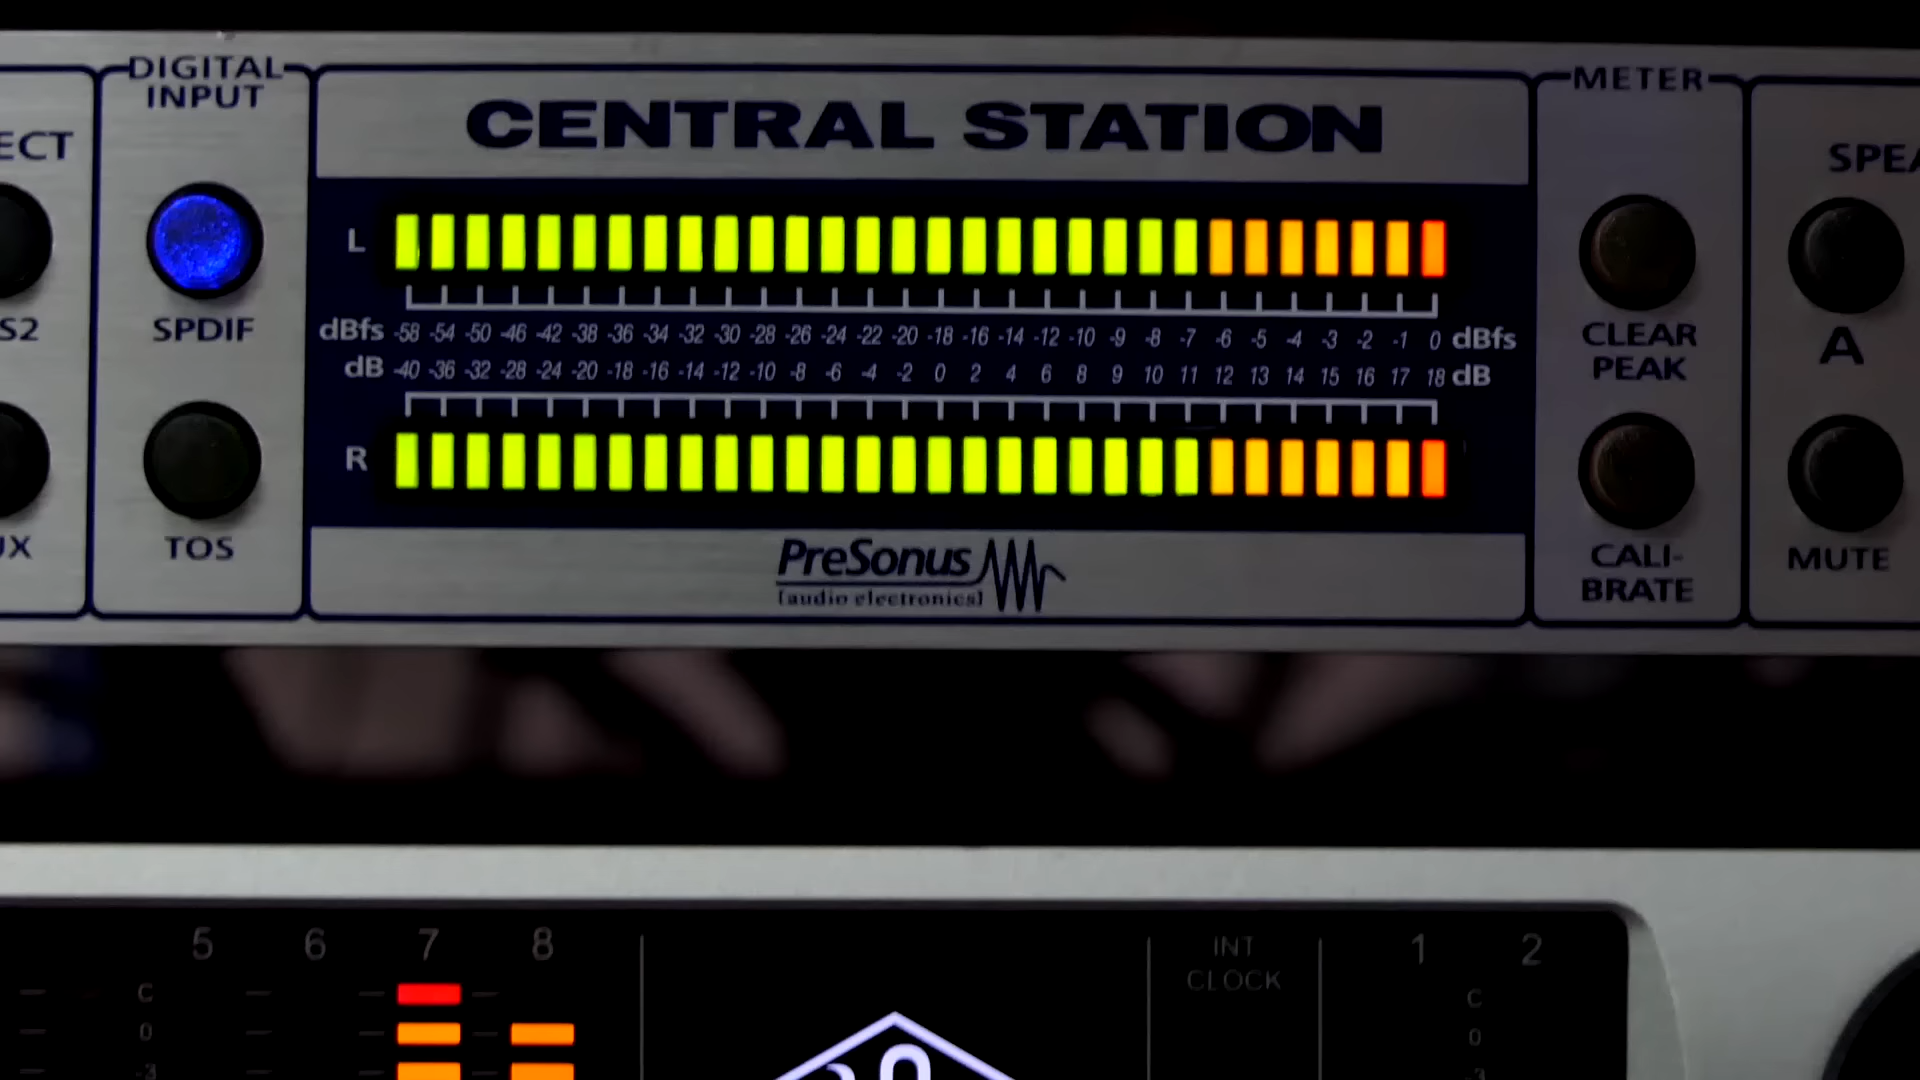 DIGITAL
INPUT
ECT
S2
UX
SPDIF
TOS
CENTRAL STATION
L
dBfs -58 -54 -50 -46 -42 -38 -36 -34 -32 -30 -28 -26 -24 -22 -20 -18 -16 -14 -12 -10 -9 -8 -7 -6 -5 -4 -3 -2 -1 0 dBfs
dB -40 -36 -32 -28 -24 -20 -18 -16 -14 -12 -10 -8 -6 -4 -2 0 2 4 6 8 9 10 11 12 13 14 15 16 17 18 dB
R
PreSonus
[audio electronics]
METER
CLEAR
PEAK
CALI-
BRATE
SPEA
A
MUTE
5 6 7 8
C
0
-3
INT
CLOCK
1 2
C
0
-3